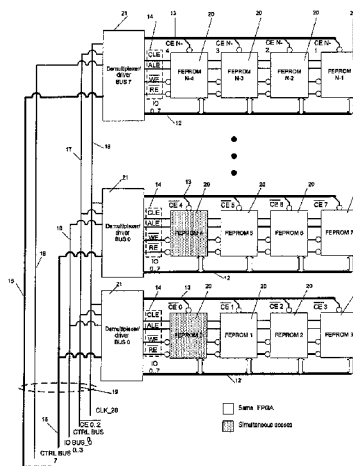 21
14
13
20
20
20
CE N-
4
CE N-
3
CE N-
2
CE N-
1
Demultiplexer/
driver
BUS 7
CLE
ALE
WE
RE
FEPROM
N-4
FEPROM
N-3
FEPROM
N-2
FEPROM
N-1
IO
0, 7
12
17
18
21
14
13
20
20
20
CE 4
CE 5
CE 6
CE 7
Demultiplexer/
driver
BUS 0
CLE
ALE
WE
RE
FEPROM 4
FEPROM 5
FEPROM 6
FEPROM 7
IO
0, 7
12
18
16
21
14
13
20
20
20
CE 0
CE 1
CE 2
CE 3
Demultiplexer/
driver
BUS 0
CLE
ALE
WE
RE
FEPROM 1
FEPROM 2
FEPROM 3
IO
0, 7
12
19
CLK_20
CE 0, 2
CTRL BUS
0
IO BUS
0, 3
CTRL BUS
7
16
Same FPGA
Simultaneous access